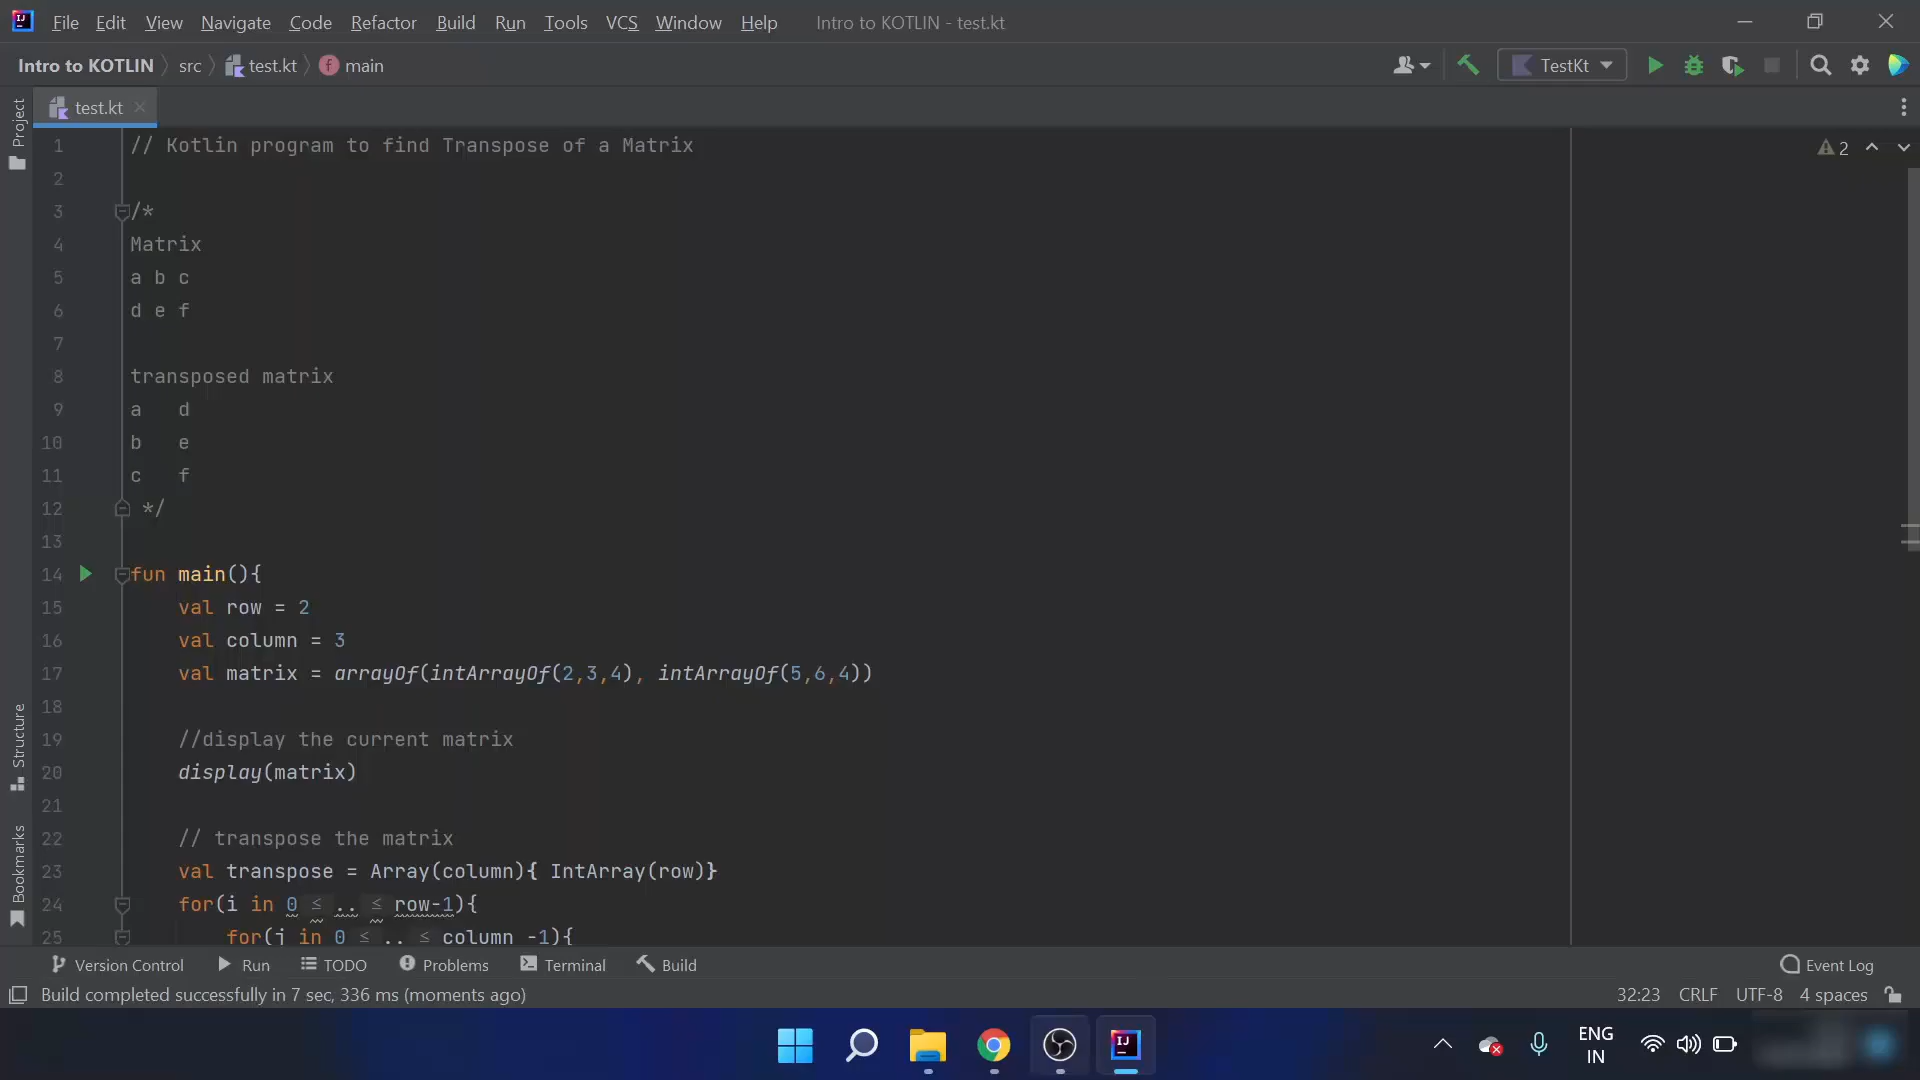 File Edit View Navigate Code Refactor Build Run Tools VCS Window Help Intro to KOTLIN - test.kt
Intro to KOTLIN src test.kt f main TestKt
Project
test.kt
1 // Kotlin program to find Transpose of a Matrix 2
2
3 /*
4 Matrix
5 a b c
6 d e f
7
8 transposed matrix
9 a d
10 b e
11 c f
12 */
13
14 fun main(){
15 val row = 2
16 val column = 3
17 val matrix = arrayOf(intArrayOf(2,3,4), intArrayOf(5,6,4))
18
19 //display the current matrix
20 display(matrix)
21
22 // transpose the matrix
23 val transpose = Array(column){ IntArray(row)}
24 for(i in 0 ≤ .. ≤ row-1){
25 for(j in 0 ≤ .. ≤ column -1){
Structure
Bookmarks
Version Control Run TODO Problems Terminal Build Event Log
Build completed successfully in 7 sec, 336 ms (moments ago) 32:23 CRLF UTF-8 4 spaces
IJ
ENG
IN